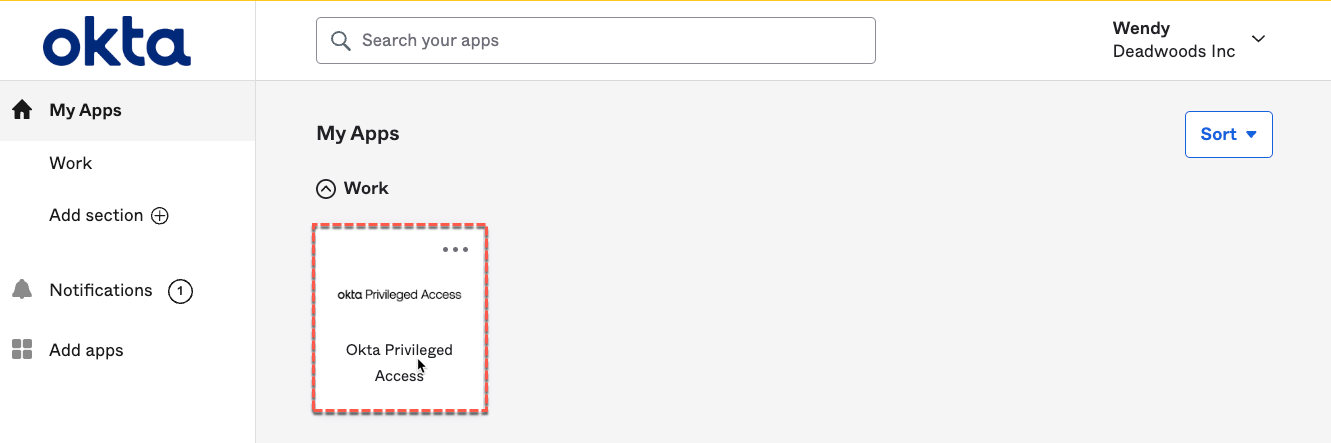 okta
Search your apps
Wendy
Deadwoods Inc
My Apps
Work
Add section
Notifications 1
Add apps
My Apps
Sort
Work
okta Privileged Access
Okta Privileged
Access